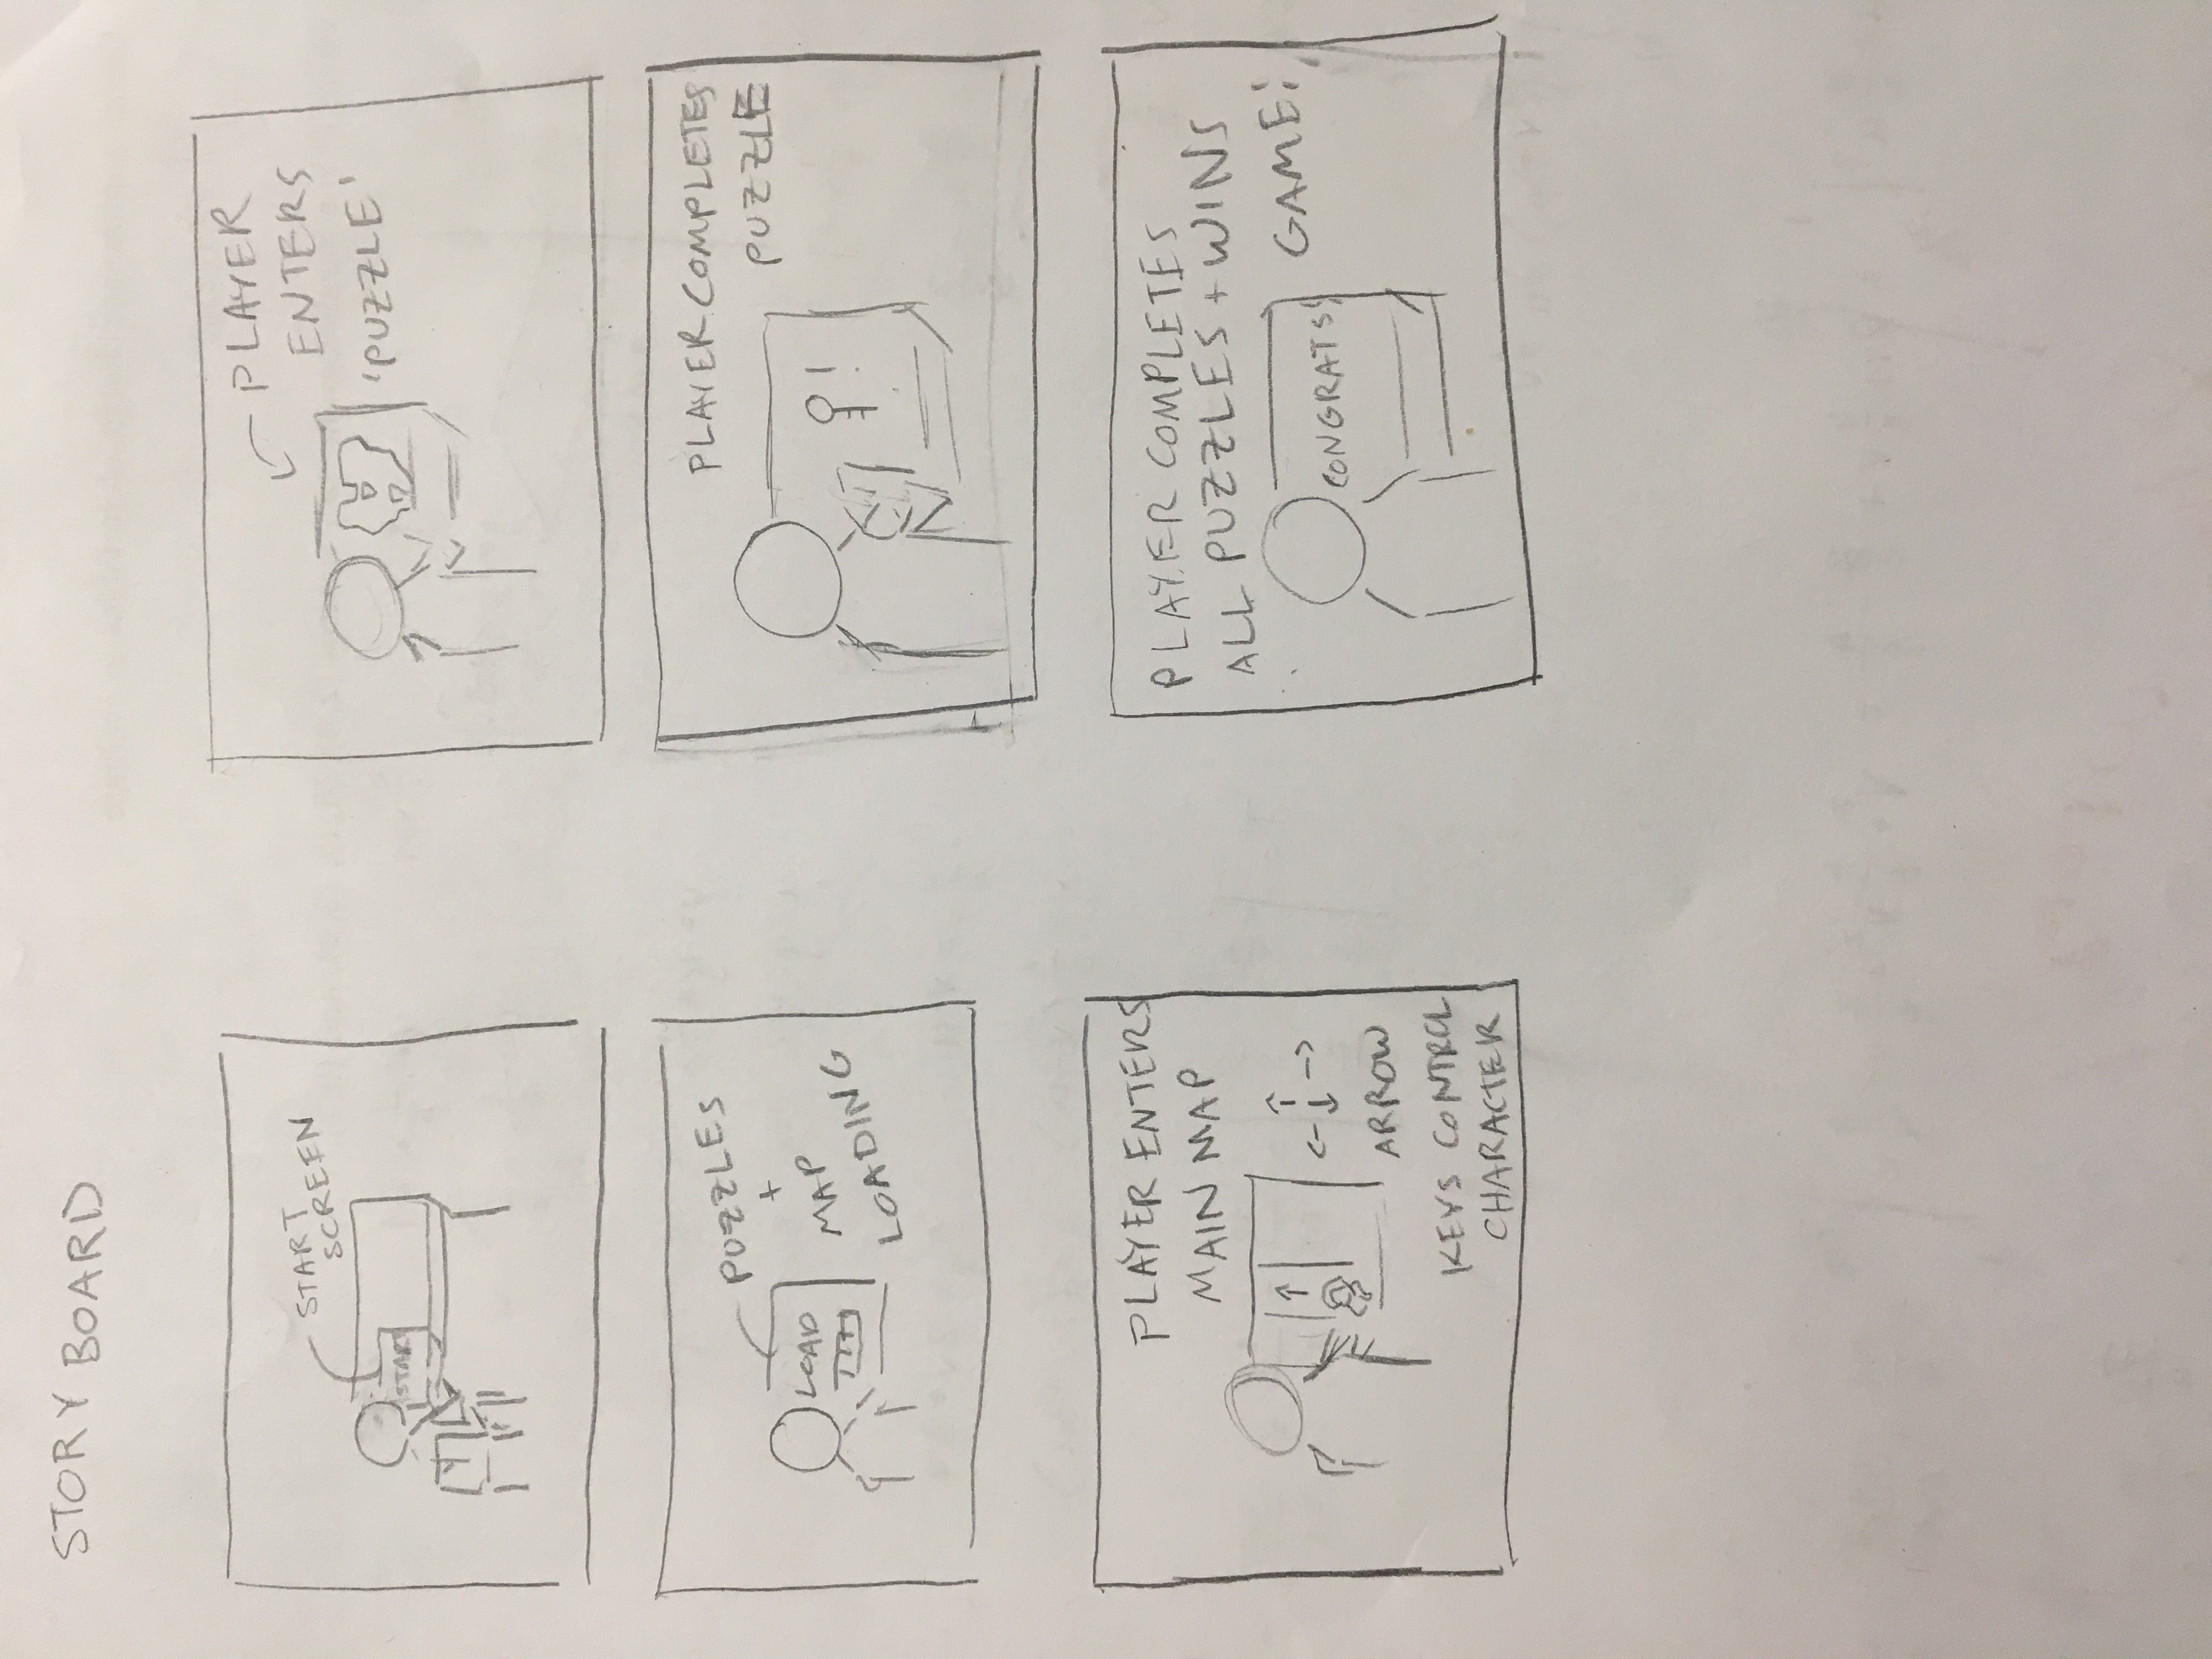 STORY BOARD
START
SCREEN
START
PUZZLES
+
MAP
LOADING
LOAD
PLAYER ENTERS
MAIN MAP
ARROW
KEYS CONTROL
CHARACTER
PLAYER
ENTERS
'PUZZLE'
PLAYER COMPLETES
PUZZLE
!
PLAYER COMPLETES
ALL PUZZLES + WINS
GAME!
CONGRATS!